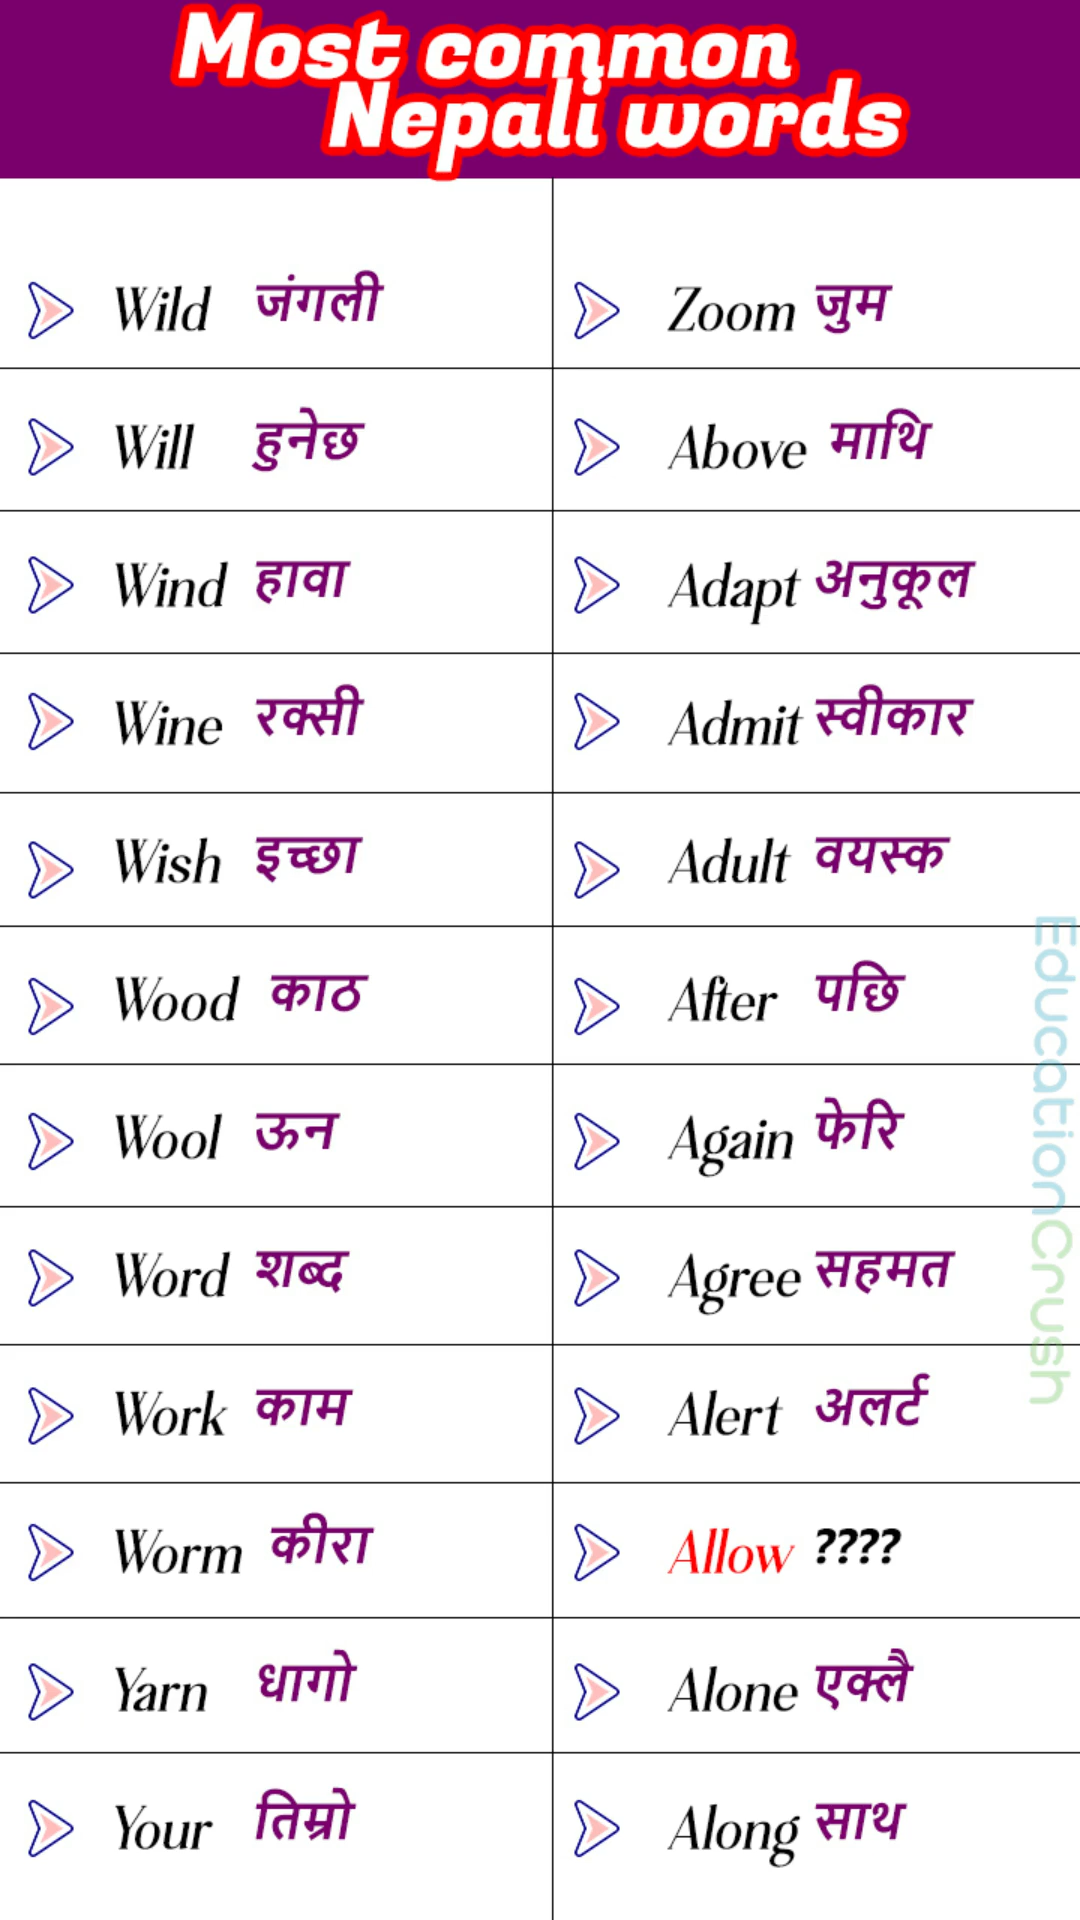 Most common
Nepali words
Wild जंगली
Zoom जुम
Will हुनेछ
Above माथि
Wind हावा
Adapt अनुकूल
Wine रक्सी
Admit स्वीकार
Wish इच्छा
Adult वयस्क
Wood काठ
After पछि
Wool ऊन
Again फेरि
Word शब्द
Agree सहमत
Work काम
Alert अलर्ट
Worm कीरा
Allow ????
Yarn धागो
Alone एक्लै
Your तिम्रो
Along साथ
EducationCrush